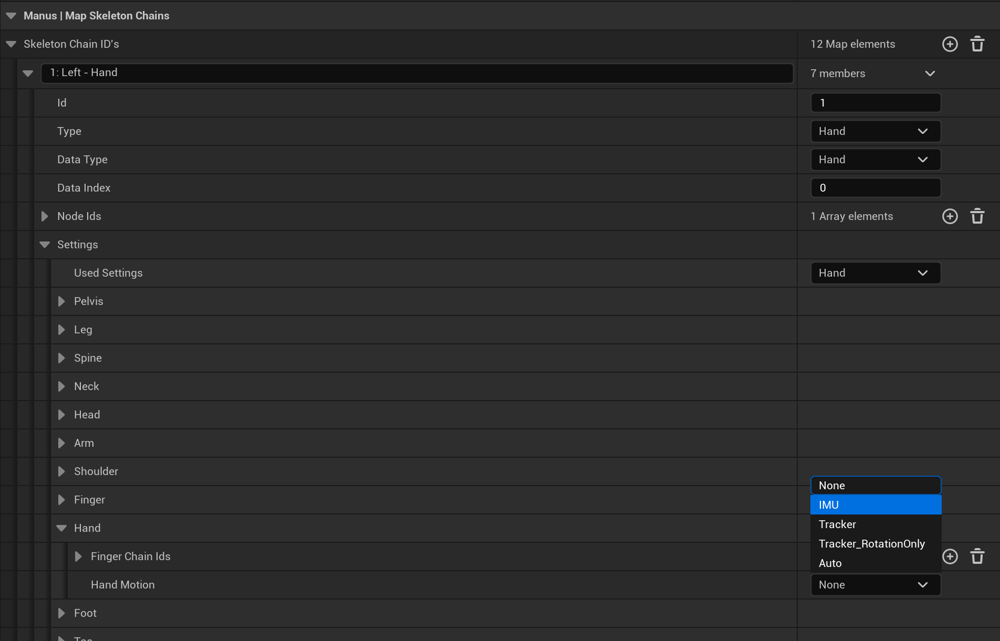 Manus | Map Skeleton Chains
Skeleton Chain ID's 12 Map elements
1: Left - Hand 7 members
Id 1
Type Hand
Data Type Hand
Data Index 0
Node Ids 1 Array elements
Settings
Used Settings Hand
Pelvis
Leg
Spine
Neck
Head
Arm
Shoulder
None
Finger
IMU
Tracker
Hand
Tracker_RotationOnly
Finger Chain Ids
Auto
Hand Motion None
Foot